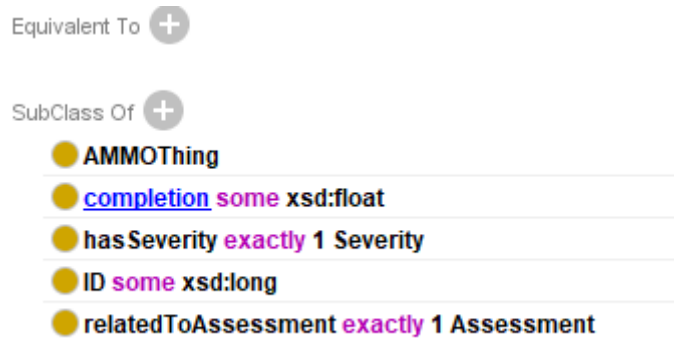 Equivalent To
SubClass Of
AMMOThing
completion some xsd:float
hasSeverity exactly 1 Severity
ID some xsd:long
relatedToAssessment exactly 1 Assessment